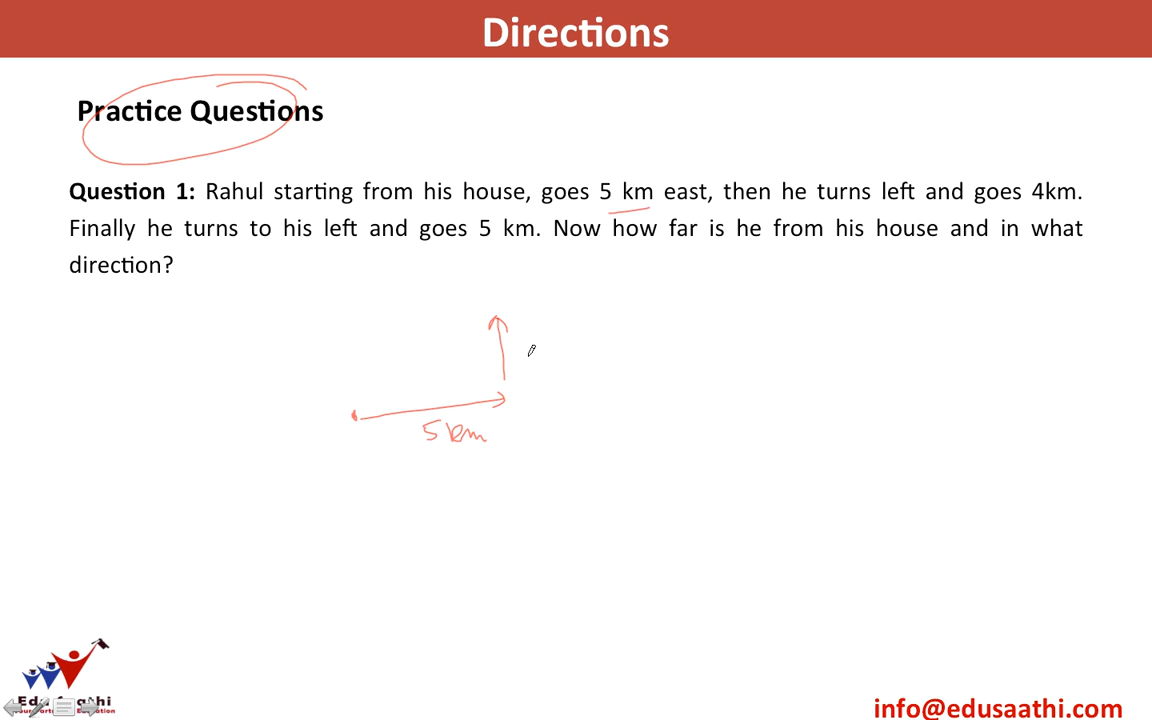 Directions
Practice Questions
Question 1: Rahul starting from his house, goes 5 km east, then he turns left and goes 4km.
Finally he turns to his left and goes 5 km. Now how far is he from his house and in what
direction?
5 km
info@edusaathi.com